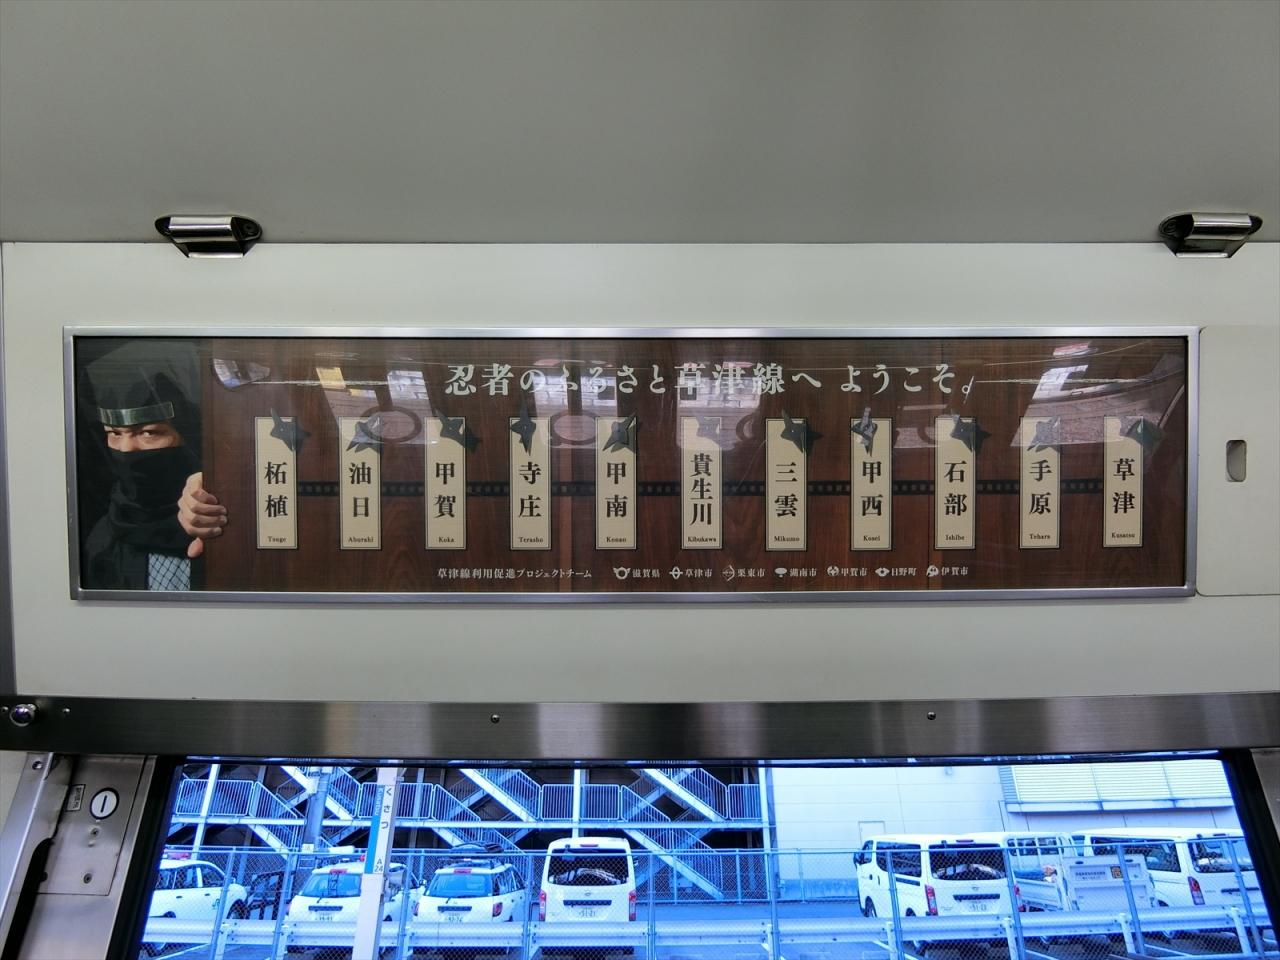 忍者のふるさと草津線へ ようこそ。
柘植
Tsuge
油日
Aburahi
甲賀
Koka
寺庄
Terasho
甲南
Konan
貴生川
Kibukawa
三雲
Mikumo
甲西
Kosei
石部
Ishibe
手原
Tehara
草津
Kusatsu
草津線利用促進プロジェクトチーム 滋賀県 草津市 栗東市 湖南市 甲賀市 日野町 伊賀市
くさつ
A24